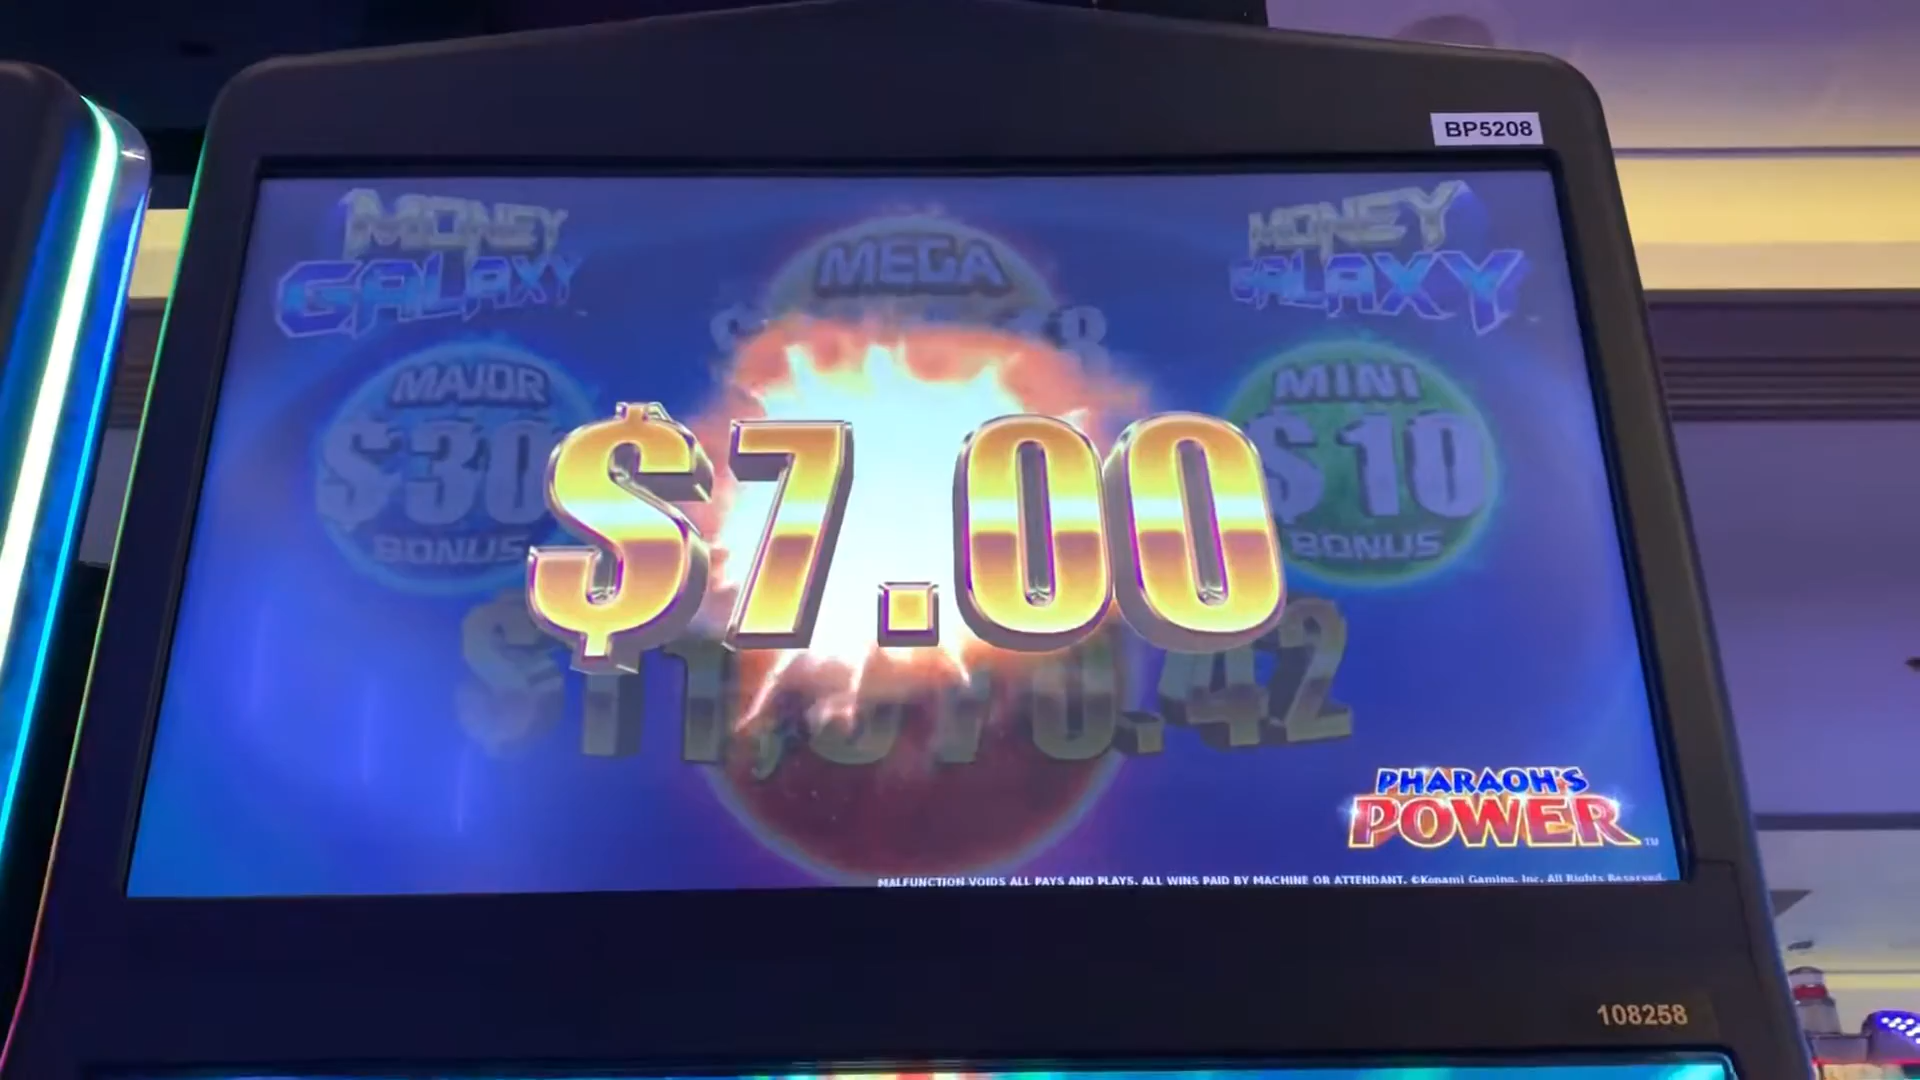 BP5208
MONEY
GALAXY
MEGA
MONEY
GALAXY
MAJOR
$30
BONUS
MINI
$10
BONUS
$7.00
PHARAOH'S
POWER™
MALFUNCTION VOIDS ALL PAYS AND PLAYS. ALL WINS PAID BY MACHINE OR ATTENDANT. ©Konami Gaming, Inc. All Rights Reserved.
108258